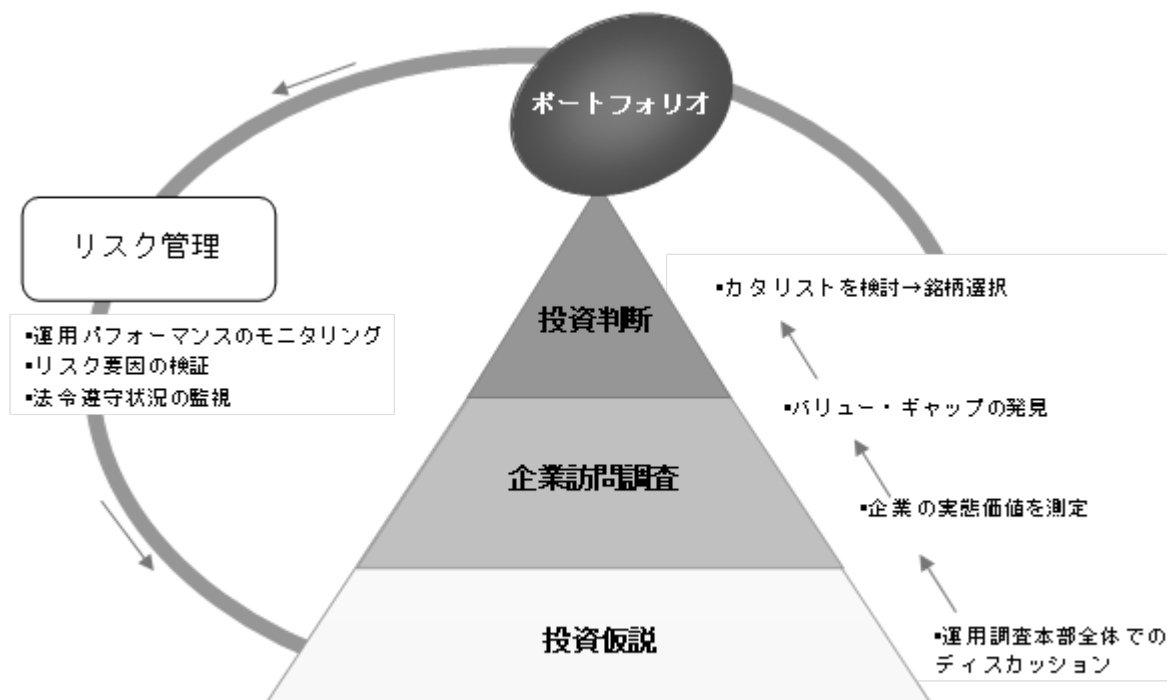 ポートフォリオ
リスク管理
▪運用パフォーマンスのモニタリング
▪リスク要因の検証
▪法令遵守状況の監視
投資判断
企業訪問調査
投資仮説
▪カタリストを検討→銘柄選択
▪バリュー・ギャップの発見
▪企業の実態価値を測定
▪運用調査本部全体での
ディスカッション